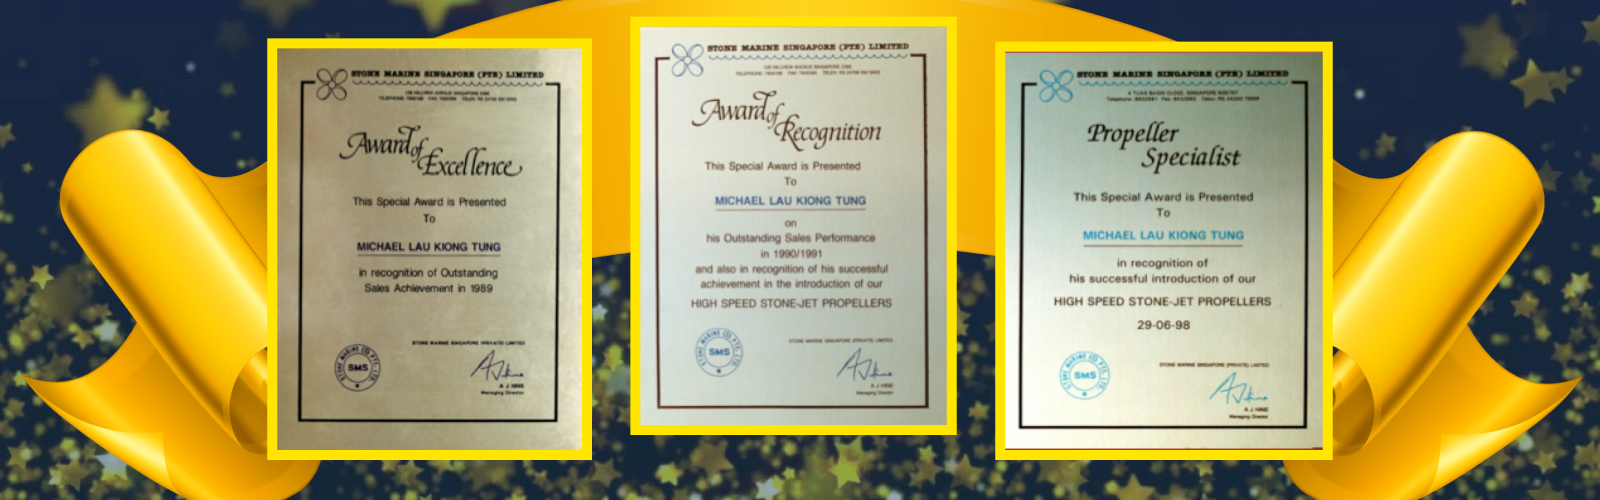 STONE MARINE SINGAPORE (PTE) LIMITED
Award of
Excellence
This Special Award is Presented
To
MICHAEL LAU KIONG TUNG
in recognition of Outstanding
Sales Achievement in 1989
STONE MARINE SINGAPORE (PRIVATE) LIMITED
SMS
A J HINE
Managing Director
STONE MARINE SINGAPORE (PTE) LIMITED
Award of
Recognition
This Special Award is Presented
To
MICHAEL LAU KIONG TUNG
on
his Outstanding Sales Performance
in 1990/1991
and also in recognition of his successful
achievement in the introduction of our
HIGH SPEED STONE-JET PROPELLERS
STONE MARINE SINGAPORE (PRIVATE) LIMITED
SMS
A J HINE
Managing Director
STONE MARINE SINGAPORE (PTE) LIMITED
Propeller
Specialist
This Special Award is Presented
To
MICHAEL LAU KIONG TUNG
in recognition of
his successful introduction of our
HIGH SPEED STONE-JET PROPELLERS
29-06-98
STONE MARINE SINGAPORE (PRIVATE) LIMITED
SMS
A J HINE
Managing Director